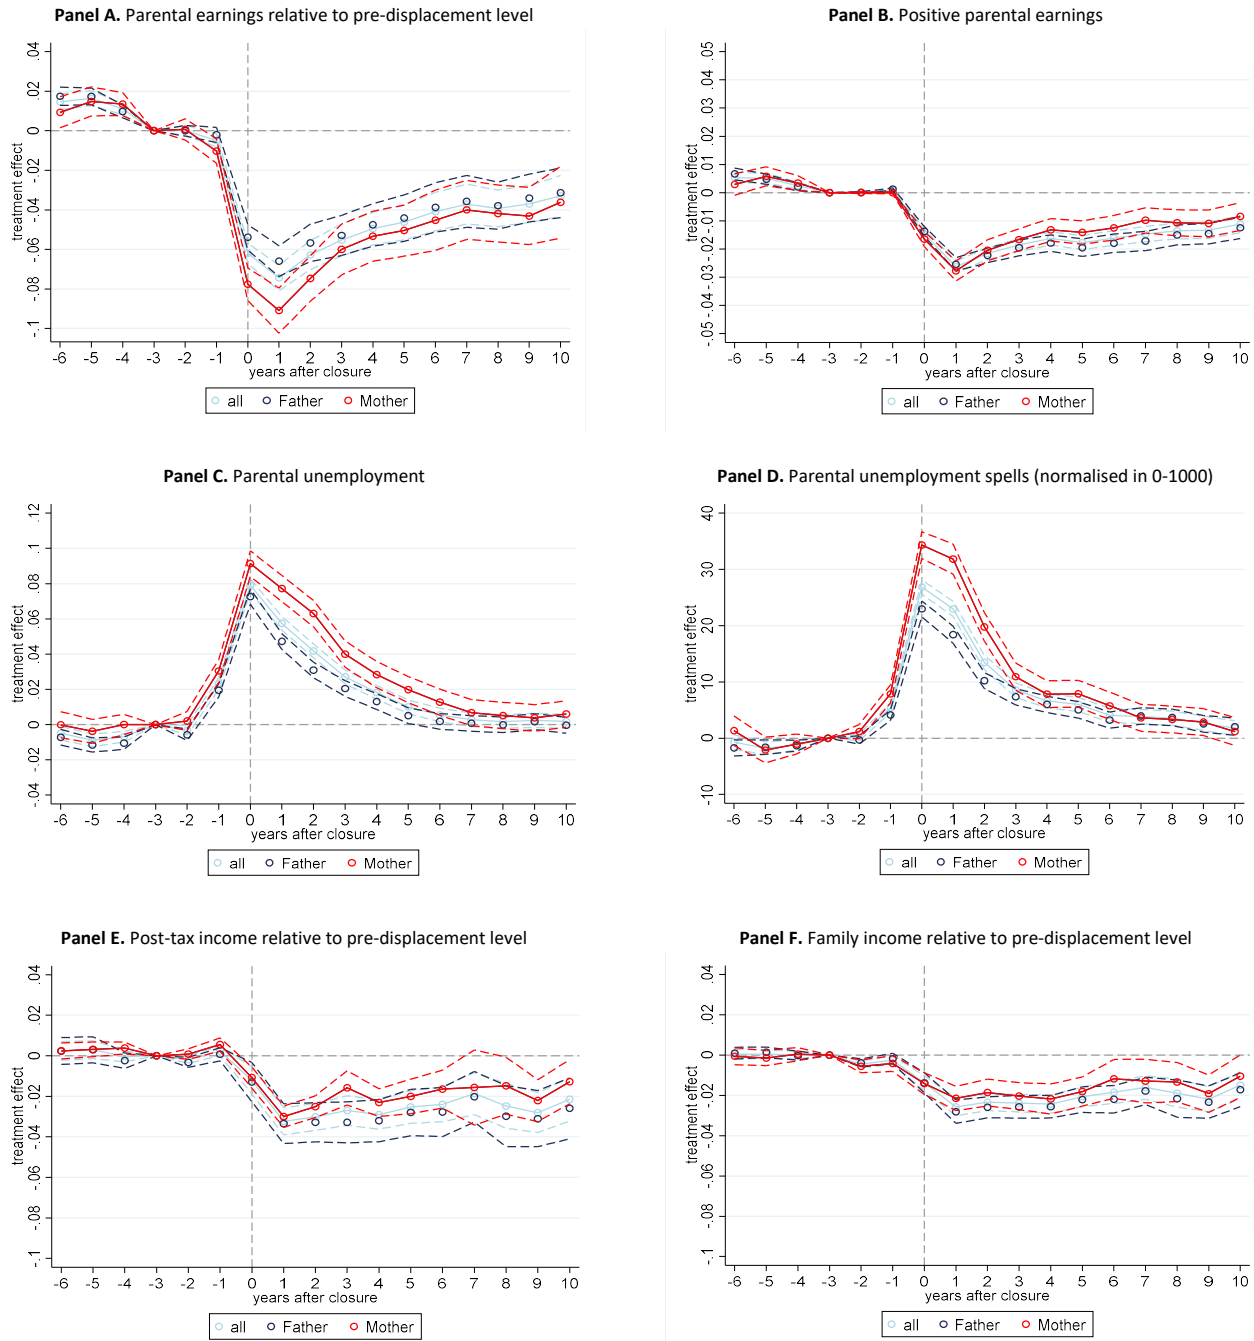 Panel A. Parental earnings relative to pre-displacement level
treatment effect
.04
.02
0
.02
-.04
-.06
-.08
-.1
-6 -5 -4 -3 -2 -1 0 1 2 3 4 5 6 7 8 9 10
years after closure
all Father Mother
Panel B. Positive parental earnings
treatment effect
.05
.04
.03
.02
.01
0
-.01
-.02
-.03
-.04
-.05
-6 -5 -4 -3 -2 -1 0 1 2 3 4 5 6 7 8 9 10
years after closure
all Father Mother
Panel C. Parental unemployment
treatment effect
.12
.1
.08
.06
.04
.02
0
-.02
-.04
-6 -5 -4 -3 -2 -1 0 1 2 3 4 5 6 7 8 9 10
years after closure
all Father Mother
Panel D. Parental unemployment spells (normalised in 0-1000)
treatment effect
40
30
20
10
0
-10
-6 -5 -4 -3 -2 -1 0 1 2 3 4 5 6 7 8 9 10
years after closure
all Father Mother
Panel E. Post-tax income relative to pre-displacement level
treatment effect
.04
.02
0
-.02
-.04
-.06
-.08
-.1
-6 -5 -4 -3 -2 -1 0 1 2 3 4 5 6 7 8 9 10
years after closure
all Father Mother
Panel F. Family income relative to pre-displacement level
treatment effect
.04
.02
0
-.02
-.04
-.06
-.08
-.1
-6 -5 -4 -3 -2 -1 0 1 2 3 4 5 6 7 8 9 10
years after closure
all Father Mother